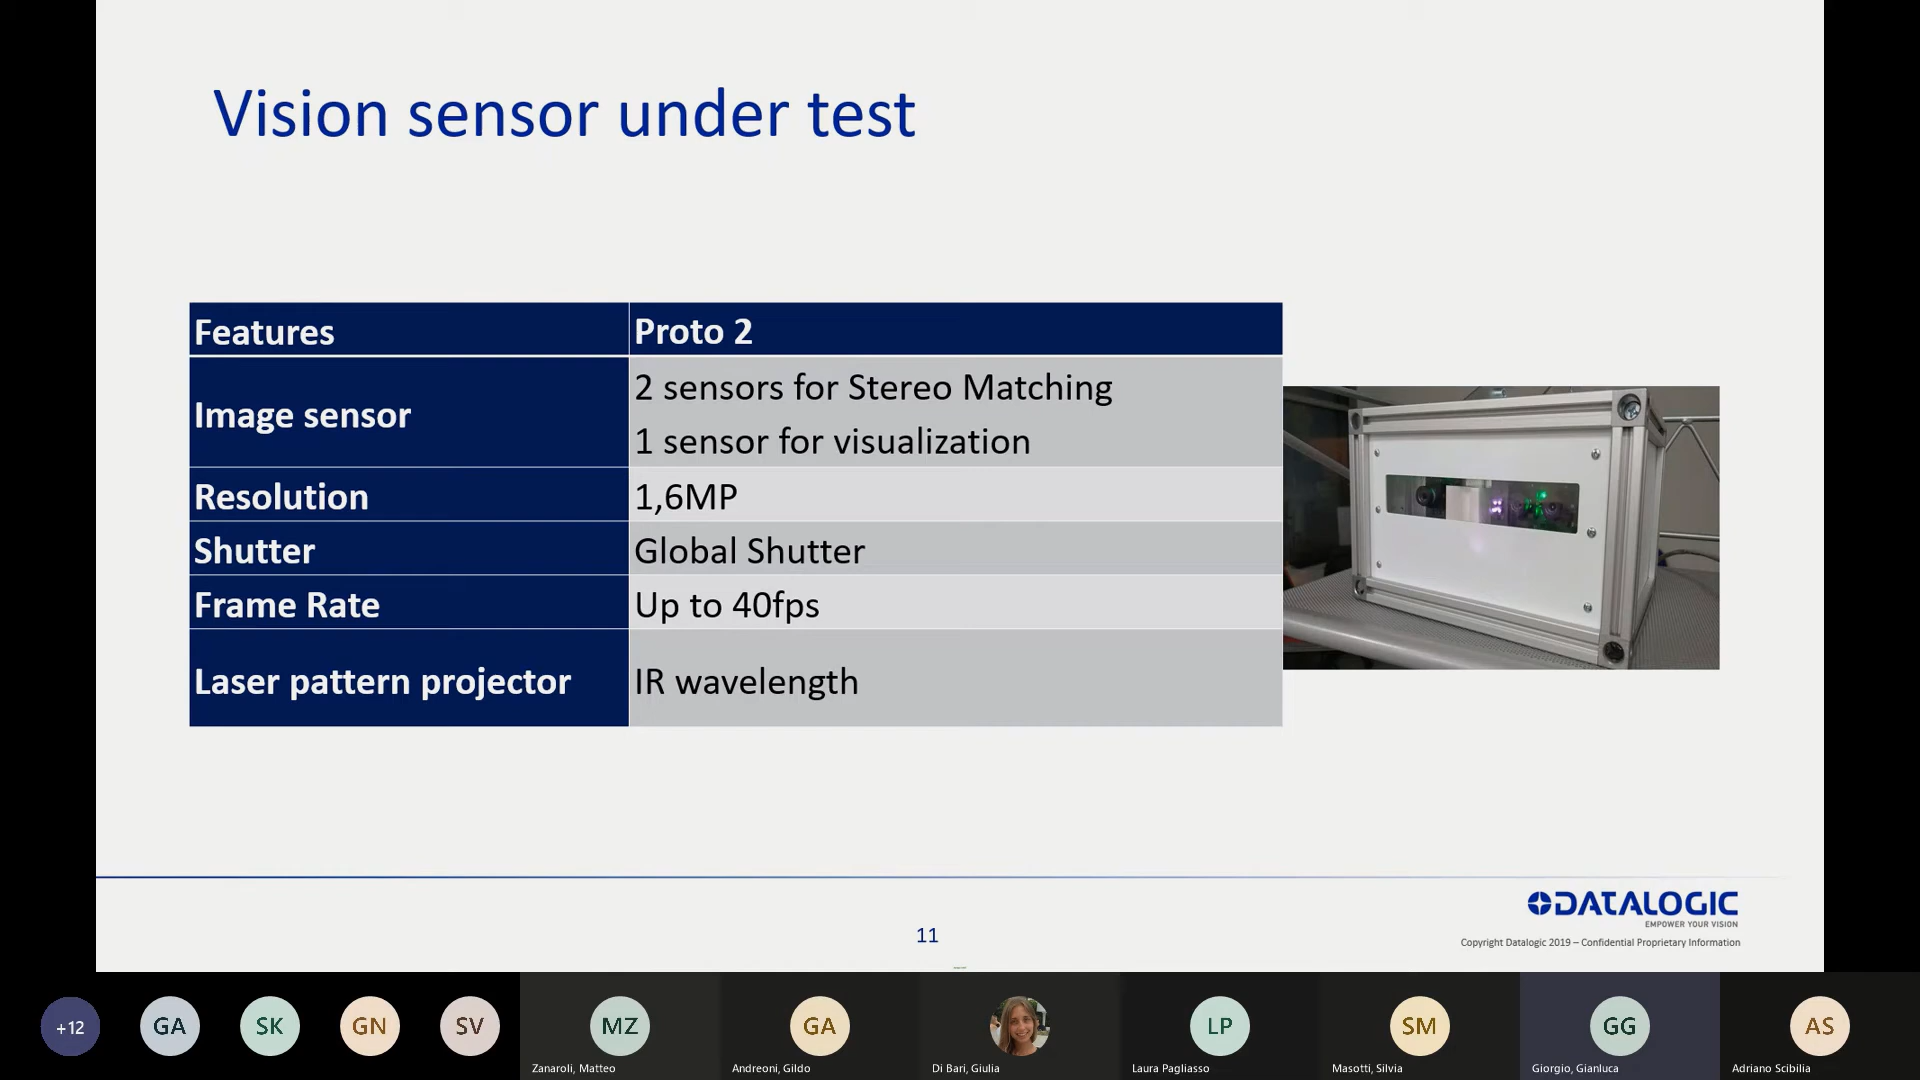 Vision sensor under test
Features
Proto 2
Image sensor
2 sensors for Stereo Matching
1 sensor for visualization
Resolution
1,6MP
Shutter
Global Shutter
Frame Rate
Up to 40fps
Laser pattern projector
IR wavelength
DATALOGIC
EMPOWER YOUR VISION
11
Copyright Datalogic 2019 – Confidential Proprietary Information
+12
GA
SK
GN
SV
MZ
GA
LP
SM
GG
AS
Zanaroli, Matteo
Andreoni, Gildo
Di Bari, Giulia
Laura Pagliasso
Masotti, Silvia
Giorgio, Gianluca
Adriano Scibilia